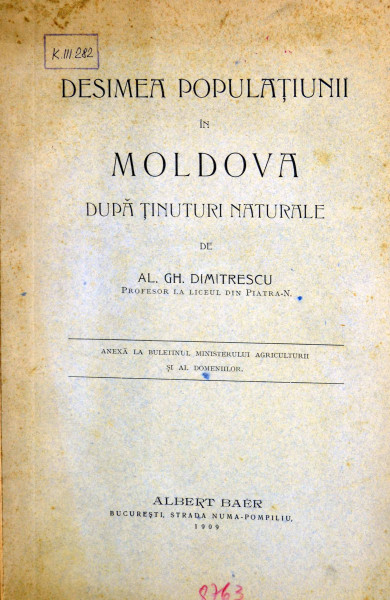 K.III.282
DESIMEA POPULAȚIUNII
ÎN
MOLDOVA
DUPĂ ȚINUTURI NATURALE
DE
AL. GH. DIMITRESCU
PROFESOR LA LICEUL DIN PIATRA-N.
ANEXĂ LA BULETINUL MINISTERULUI AGRICULTURII
ȘI AL DOMENIILOR.
ALBERT BAER
BUCUREȘTI, STRADA NUMA-POMPILIU,
1909
8763